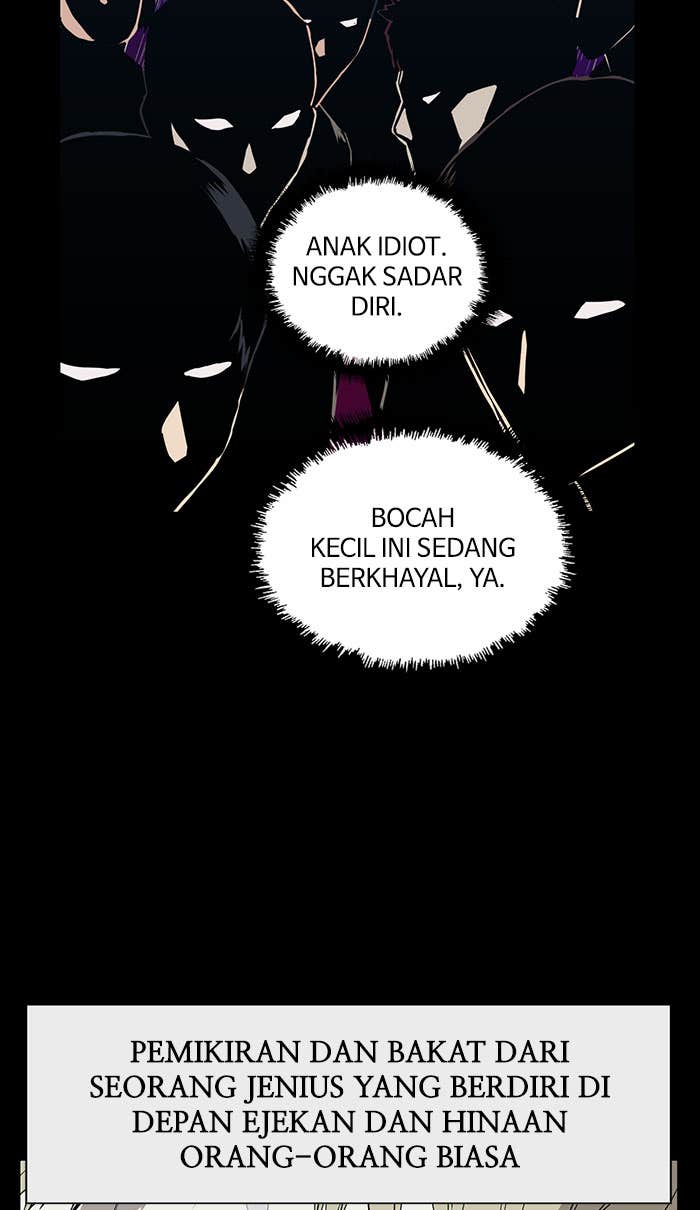 ANAK IDIOT.
NGGAK SADAR
DIRI.
BOCAH
KECIL INI SEDANG
BERKHAYAL, YA.
PEMIKIRAN DAN BAKAT DARI
SEORANG JENIUS YANG BERDIRI DI
DEPAN EJEKAN DAN HINAAN
ORANG-ORANG BIASA